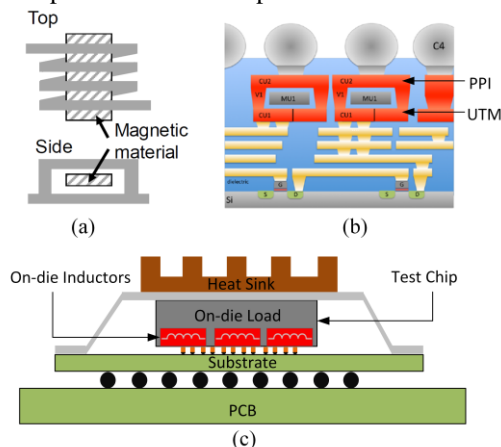 Top
Magnetic
material
Side
(a)
C4
CU2
CU2
PPI
V1
MU1
V1
MU1
UTM
CU1
CU1
dielectric
G
G
S
D
S
D
Si
(b)
On-die Inductors
Heat Sink
Test Chip
On-die Load
Substrate
PCB
(c)